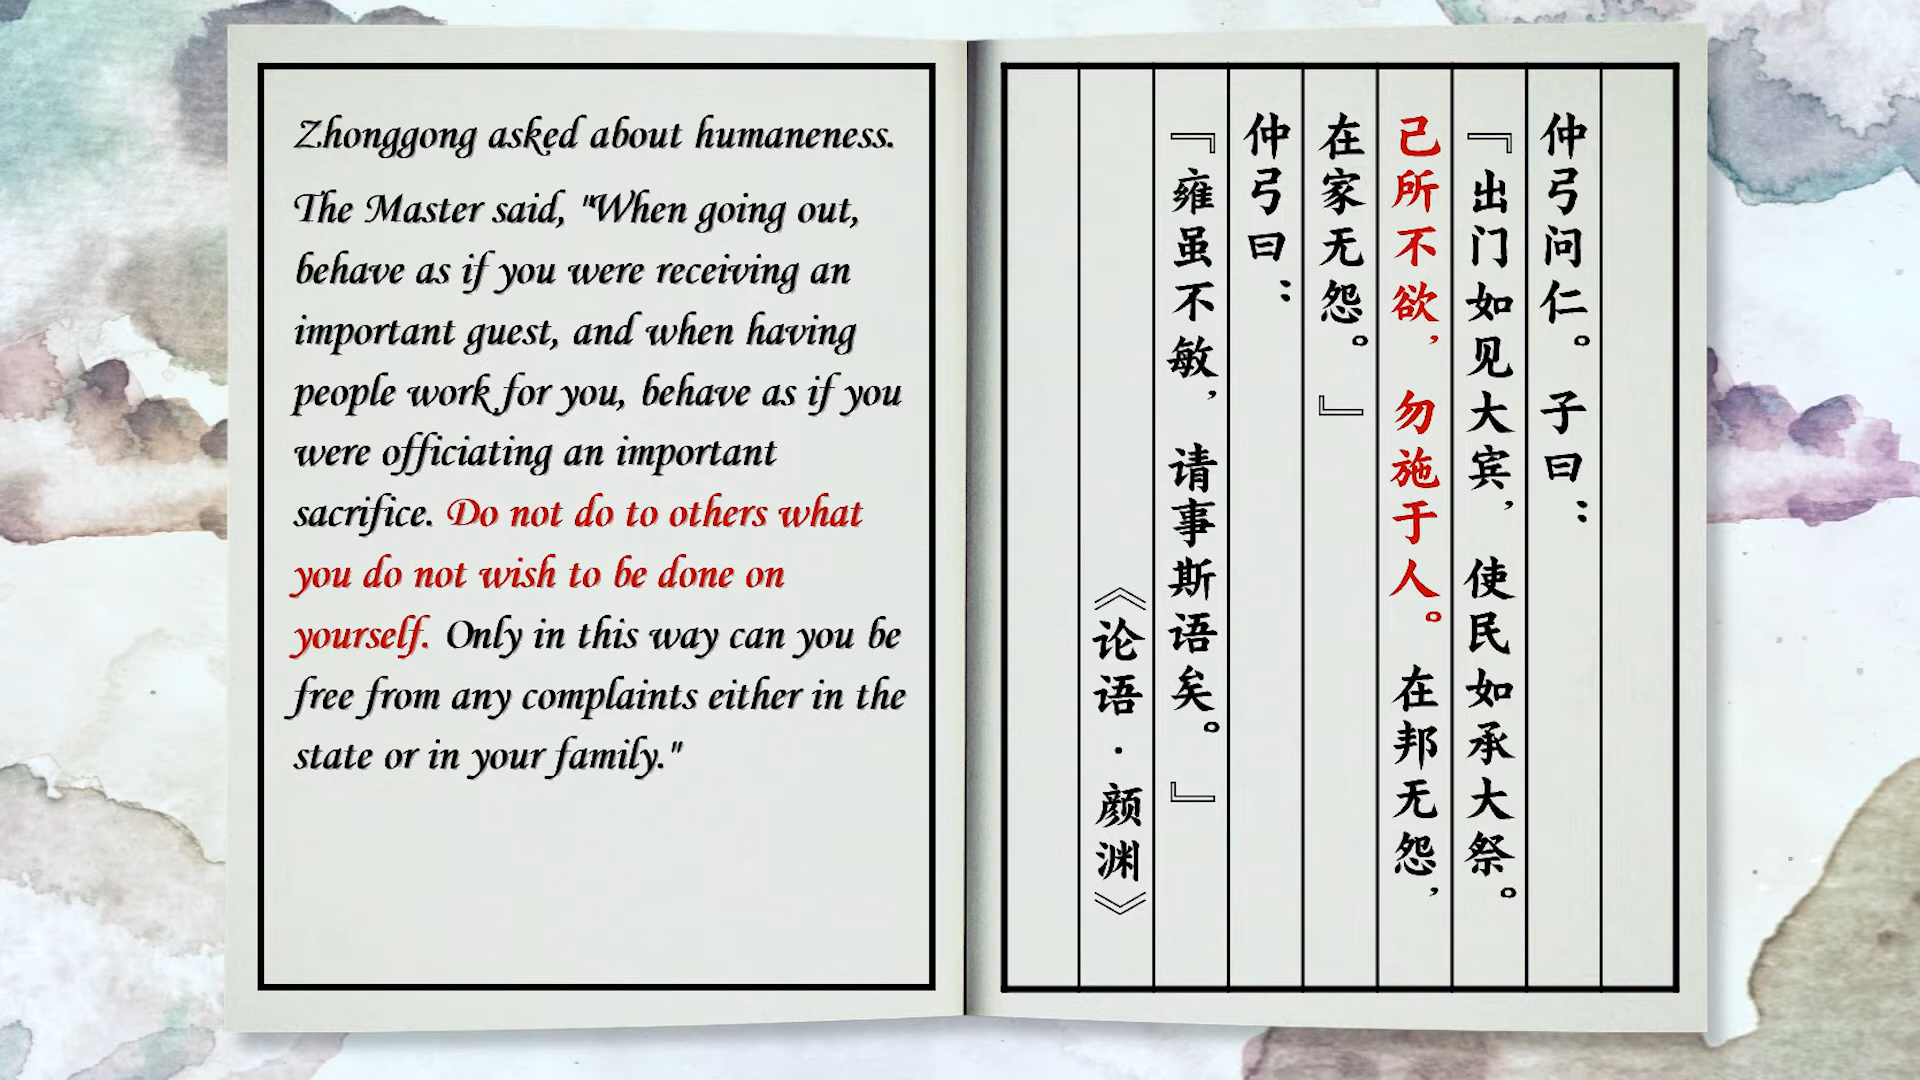 Zhonggong asked about humaneness.
The Master said, "When going out,
behave as if you were receiving an
important guest, and when having
people work for you, behave as if you
were officiating an important
sacrifice. Do not do to others what
you do not wish to be done on
yourself. Only in this way can you be
free from any complaints either in the
state or in your family."
仲弓问仁。子曰：
『出门如见大宾，使民如承大祭。
己所不欲，勿施于人。在邦无怨，
在家无怨。』
仲弓曰：
『雍虽不敏，请事斯语矣。』
《论语·颜渊》